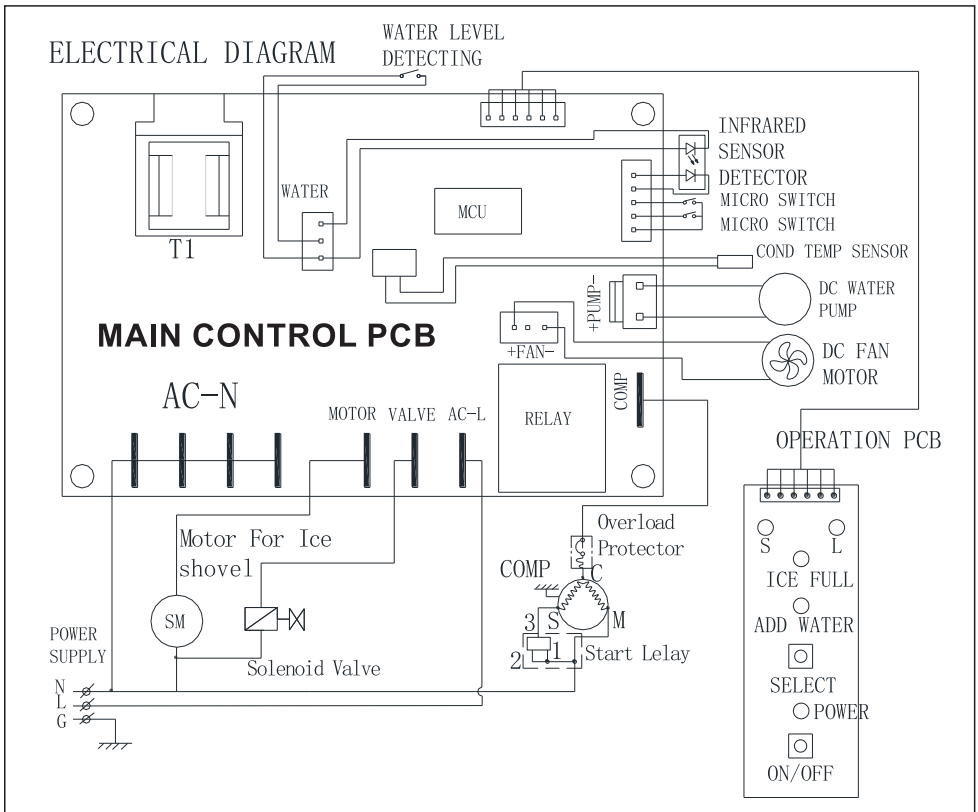 ELECTRICAL DIAGRAM
WATER LEVEL
DETECTING
INFRARED
SENSOR
DETECTOR
MICRO SWITCH
MICRO SWITCH
WATER
MCU
T1
COND TEMP SENSOR
+PUMP-
DC WATER
PUMP
MAIN CONTROL PCB
+FAN-
DC FAN
MOTOR
AC-N
MOTOR
VALVE
AC-L
RELAY
COMP
OPERATION PCB
Motor For Ice
shovel
Overload
Protector
S
L
ICE FULL
COMP
C
SM
S
M
3
1
2
Start Lelay
ADD WATER
POWER
SUPPLY
Solenoid Valve
N
L
G
SELECT
POWER
ON/OFF